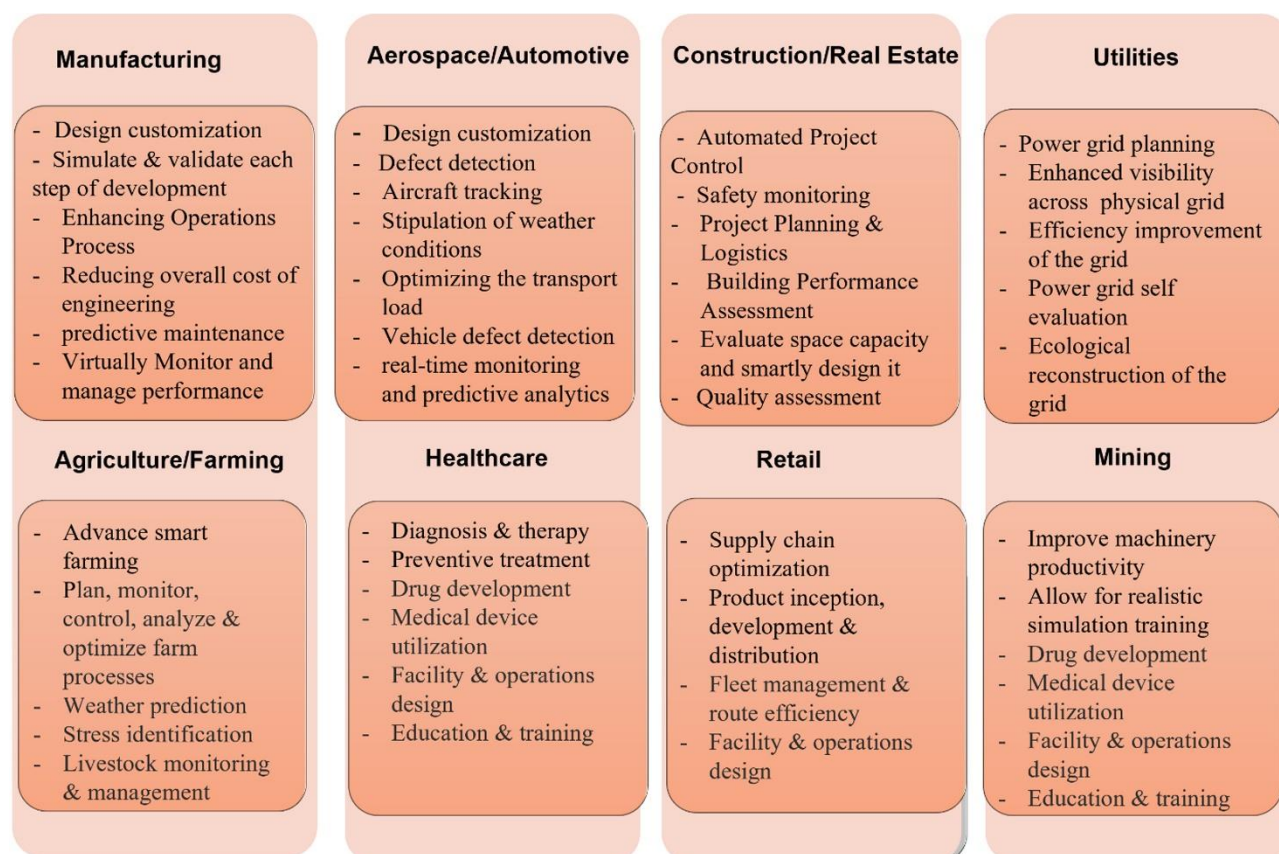 Manufacturing
- Design customization
- Simulate & validate each
step of development
- Enhancing Operations
Process
- Reducing overall cost of
engineering
- predictive maintenance
- Virtually Monitor and
manage performance
Aerospace/Automotive
- Design customization
- Defect detection
- Aircraft tracking
- Stipulation of weather
conditions
- Optimizing the transport
load
- Vehicle defect detection
- real-time monitoring
and predictive analytics
Construction/Real Estate
- Automated Project
Control
- Safety monitoring
- Project Planning &
Logistics
- Building Performance
Assessment
- Evaluate space capacity
and smartly design it
- Quality assessment
Utilities
- Power grid planning
- Enhanced visibility
across physical grid
- Efficiency improvement
of the grid
- Power grid self
evaluation
- Ecological
reconstruction of the
grid
Agriculture/Farming
- Advance smart
farming
- Plan, monitor,
control, analyze &
optimize farm
processes
- Weather prediction
- Stress identification
- Livestock monitoring
& management
Healthcare
- Diagnosis & therapy
- Preventive treatment
- Drug development
- Medical device
utilization
- Facility & operations
design
- Education & training
Retail
- Supply chain
optimization
- Product inception,
development &
distribution
- Fleet management &
route efficiency
- Facility & operations
design
Mining
- Improve machinery
productivity
- Allow for realistic
simulation training
- Drug development
- Medical device
utilization
- Facility & operations
design
- Education & training